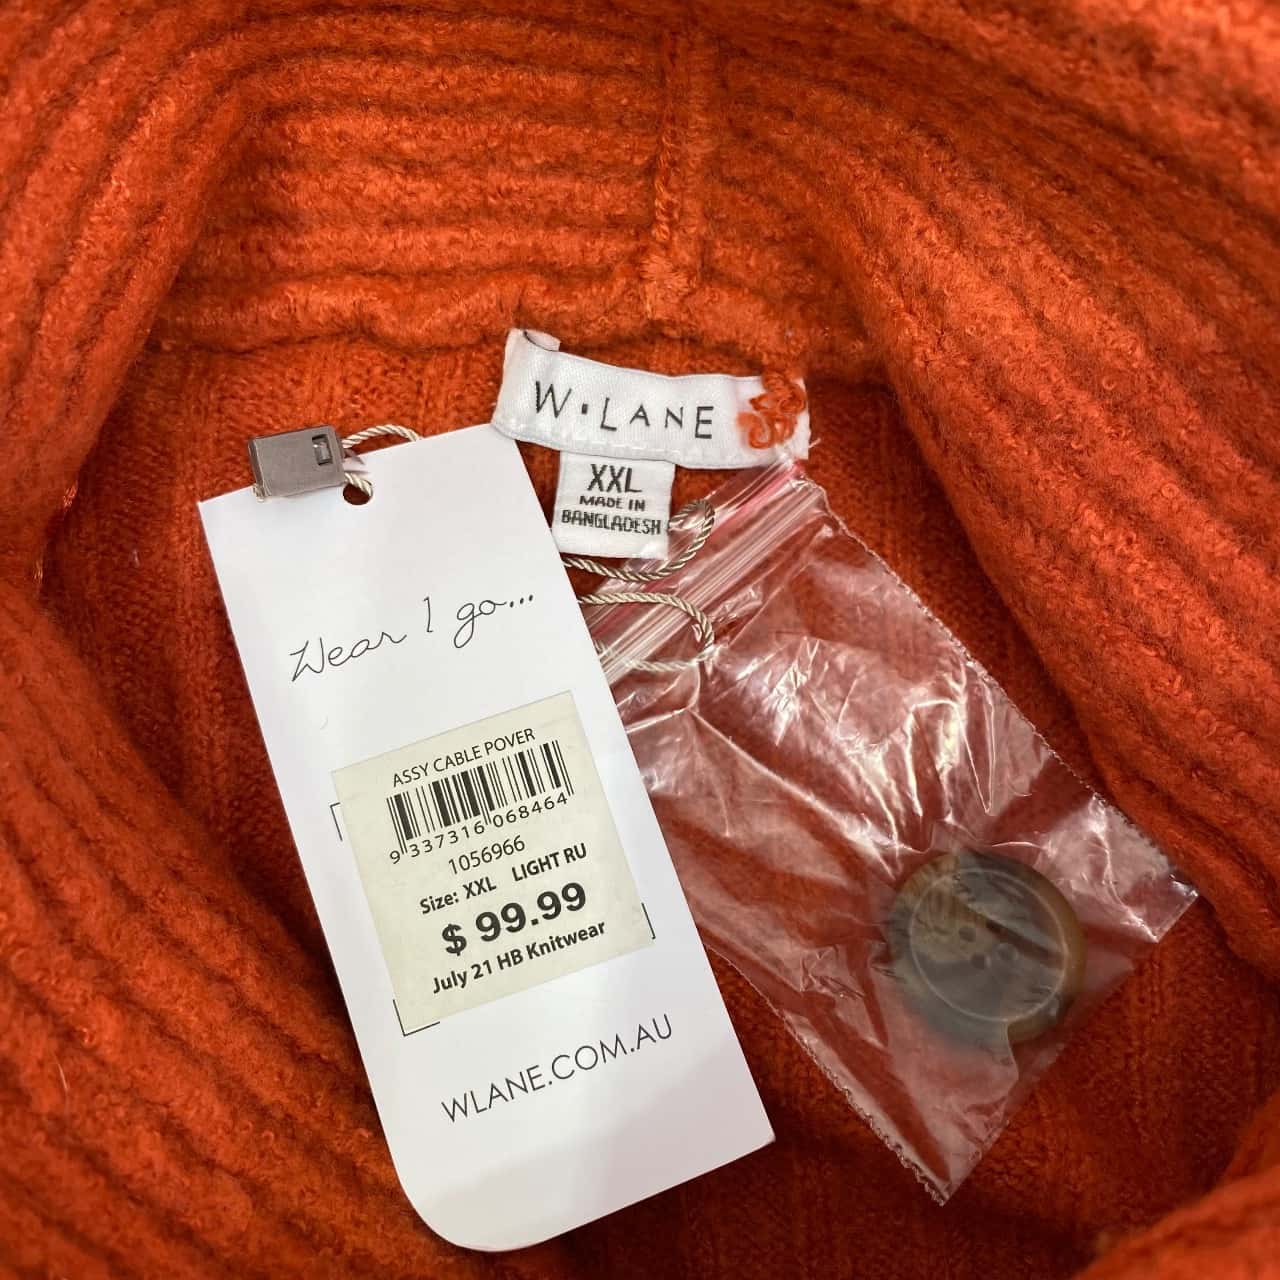 W·LANE
XXL
MADE IN
BANGLADESH
Wear I go...
ASSY CABLE POVER
9 337316 068464
1056966
Size: XXL LIGHT RU
$ 99.99
July 21 HB Knitwear
WLANE.COM.AU